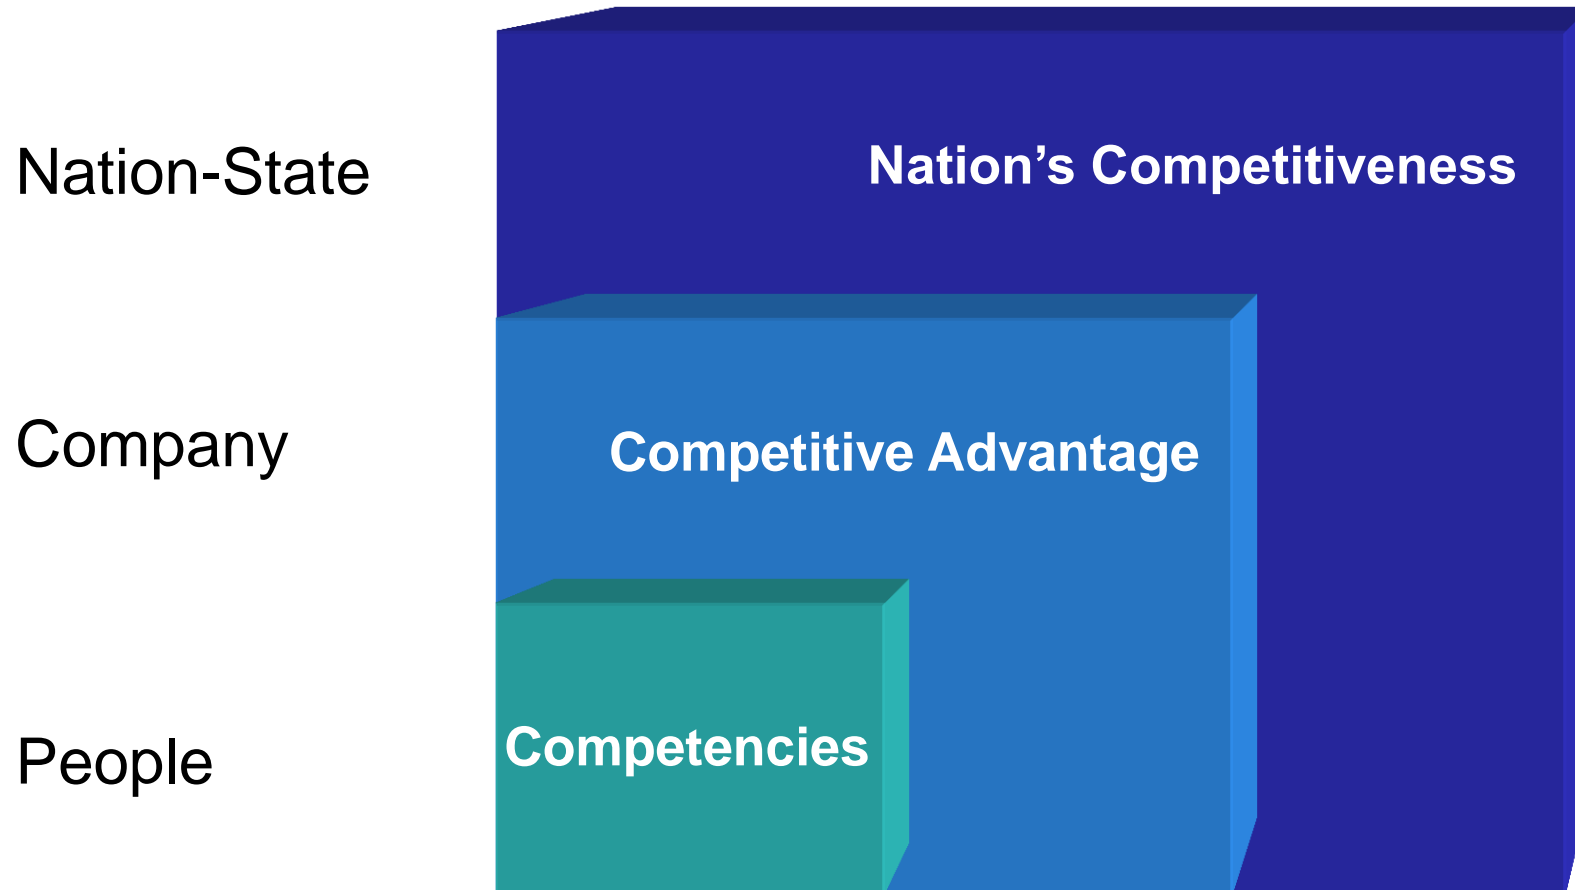 Nation-State
Nation’s Competitiveness
Company
Competitive Advantage
People
Competencies